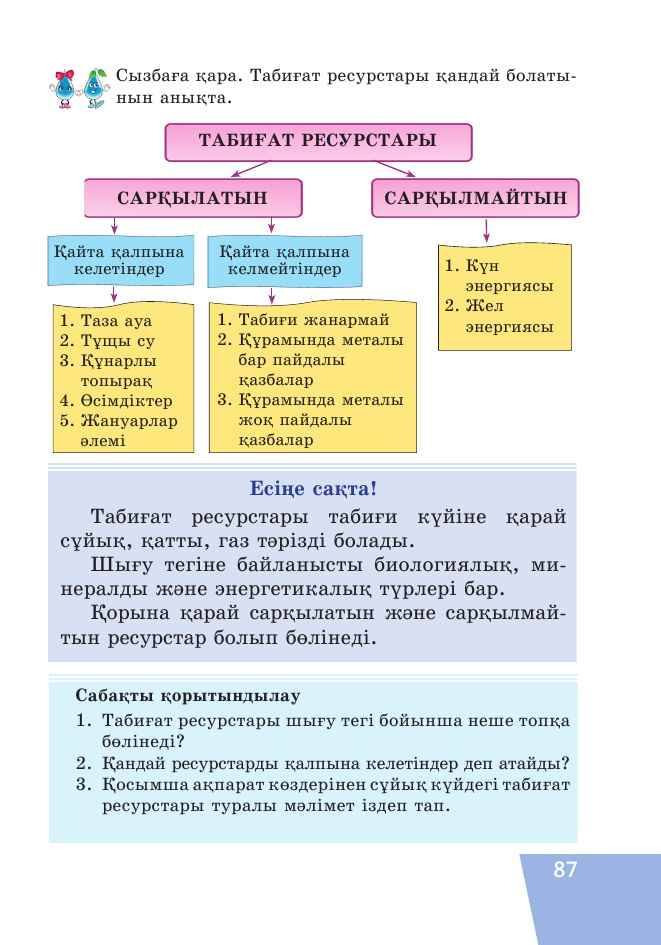 Сызбаға қара. Табиғат ресурстары қандай болаты-
нын анықта.
ТАБИҒАТ РЕСУРСТАРЫ
САРҚЫЛАТЫН
САРҚЫЛМАЙТЫН
Қайта қалпына
келетіндер
Қайта қалпына
келмейтіндер
1. Таза ауа
2. Тұщы су
3. Құнарлы
топырақ
4. Өсімдіктер
5. Жануарлар
әлемі
1. Табиғи жанармай
2. Құрамында металы
бар пайдалы
қазбалар
3. Құрамында металы
жоқ пайдалы
қазбалар
1. Күн
энергиясы
2. Жел
энергиясы
Есіңе сақта!
Табиғат ресурстары табиғи күйіне қарай
сұйық, қатты, газ тәрізді болады.
Шығу тегіне байланысты биологиялық, ми-
нералды және энергетикалық түрлері бар.
Қорына қарай сарқылатын және сарқылмай-
тын ресурстар болып бөлінеді.
Сабақты қорытындылау
1. Табиғат ресурстары шығу тегі бойынша неше топқа
бөлінеді?
2. Қандай ресурстарды қалпына келетіндер деп атайды?
3. Қосымша ақпарат көздерінен сұйық күйдегі табиғат
ресурстары туралы мәлімет іздеп тап.
87